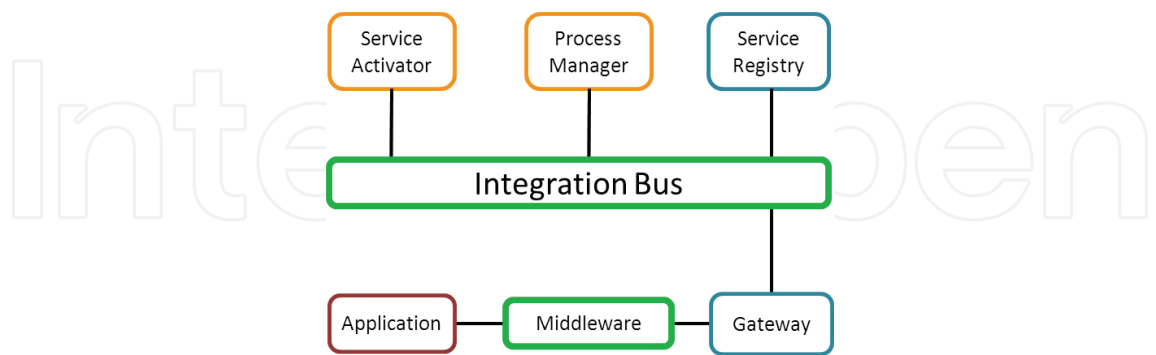 Service
Activator
Process
Manager
Service
Registry
Integration Bus
Application
Middleware
Gateway